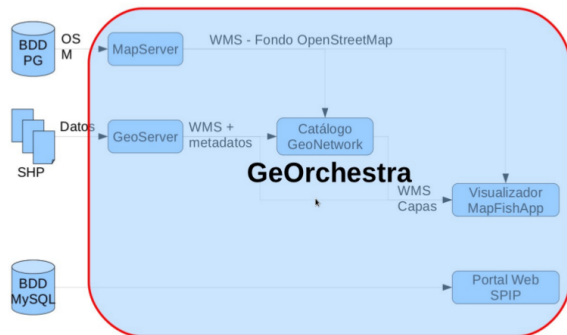 BDD
PG
OS
M
MapServer
WMS - Fondo OpenStreetMap
SHP
Datos
GeoServer
WMS +
metadatos
Catálogo
GeoNetwork
GeOrchestra
WMS
Capas
Visualizador
MapFishApp
BDD
MySQL
Portal Web
SPIP